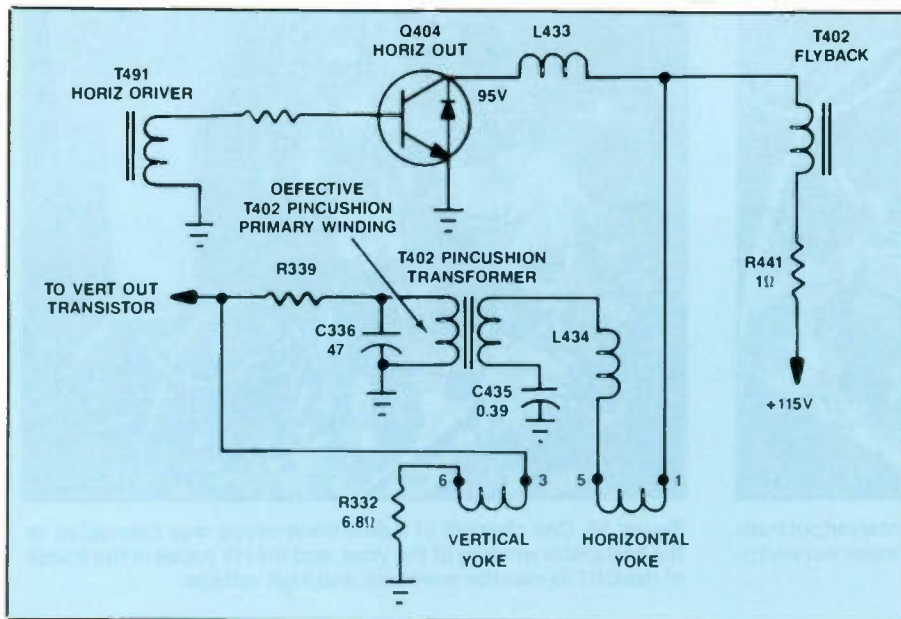 Q404
HORIZ OUT
L433
T402
FLYBACK
T491
HORIZ ORIVER
95V
OEFECTIVE
T402 PINCUSHION
PRIMARY WINDING
T402 PINCUSHION
TRANSFORMER
R339
TO VERT OUT
TRANSISTOR
C336
47
L434
C435
0.39
R441
1Ω
+115V
6
3
5
1
R332
6.8Ω
VERTICAL
YOKE
HORIZONTAL
YOKE